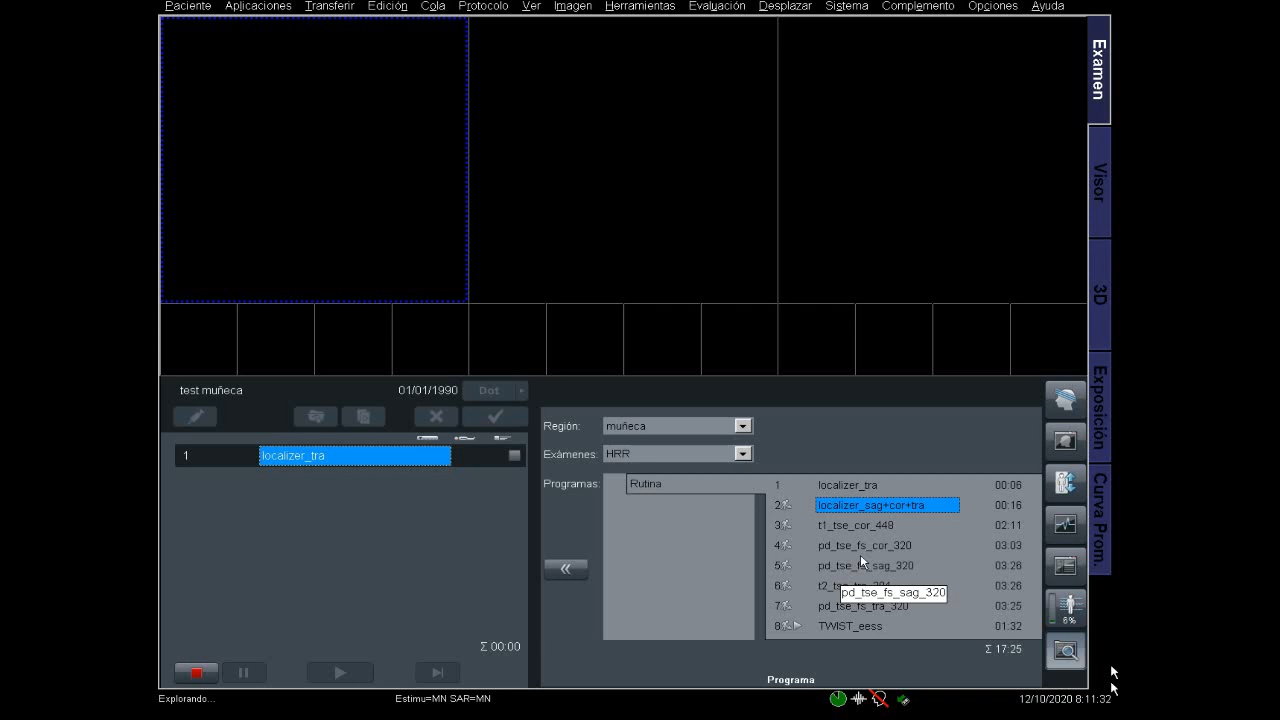 Paciente Aplicaciones Transferir Edición Cola Protocolo Ver Imagen Herramientas Evaluación Desplazar Sistema Complemento Opciones Ayuda
Examen
Visor
3D
Exposición
Curva Prom.
test muñeca 01/01/1990 Dot
1 localizer_tra
Σ 00:00
Región: muñeca
Exámenes: HRR
Programas: Rutina
1 localizer_tra 00:06
2 localizer_sag+cor+tra 00:16
3 t1_tse_cor_448 02:11
4 pd_tse_fs_cor_320 03:03
5 pd_tse_fs_sag_320 03:26
6 03:26
pd_tse_fs_sag_320
7 pd_tse_fs_tra_320 03:25
8 TWIST_eess 01:32
Σ 17:25
6%
Programa
Explorando... Estimu=MN SAR=MN 12/10/2020 8:11:32